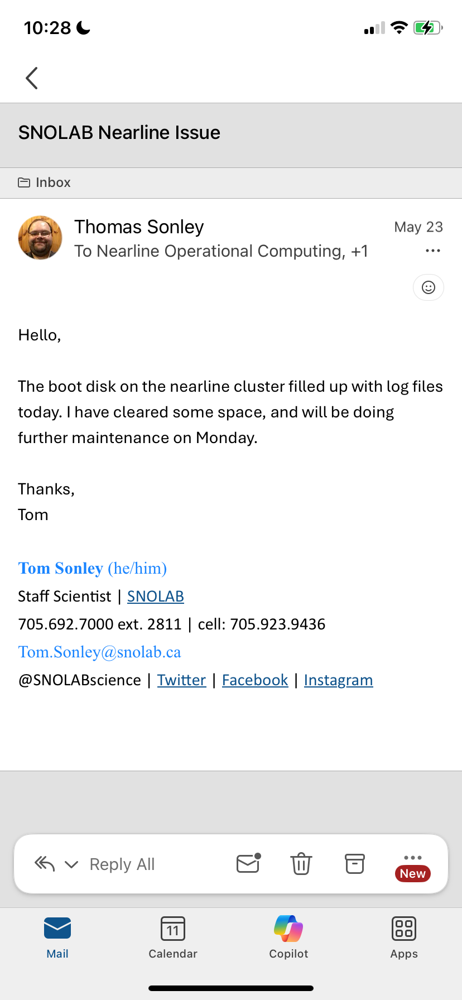 10:28
SNOLAB Nearline Issue
Inbox
Thomas Sonley
May 23
To Nearline Operational Computing, +1
Hello,
The boot disk on the nearline cluster filled up with log files
today. I have cleared some space, and will be doing
further maintenance on Monday.
Thanks,
Tom
Tom Sonley (he/him)
Staff Scientist | SNOLAB
705.692.7000 ext. 2811 | cell: 705.923.9436
Tom.Sonley@snolab.ca
@SNOLABscience | Twitter | Facebook | Instagram
Reply All
New
11
Mail
Calendar
Copilot
Apps